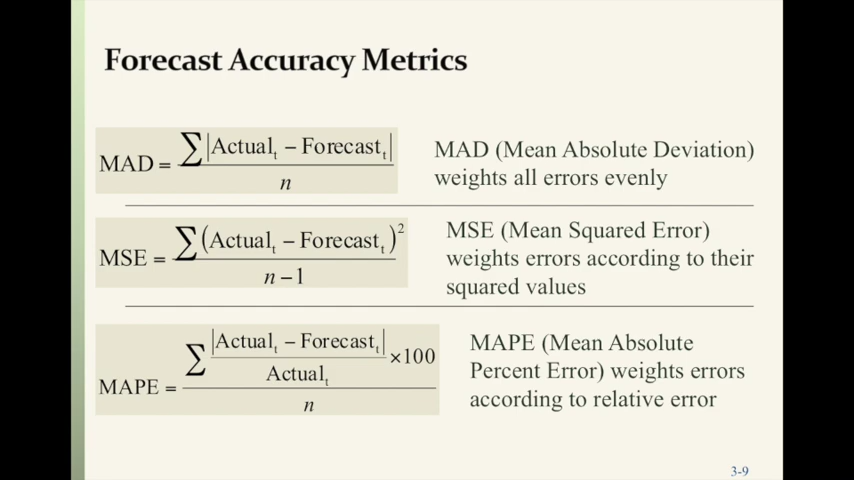 Forecast Accuracy Metrics
MAD = ∑|Actualₜ − Forecastₜ| / n
MAD (Mean Absolute Deviation)
weights all errors evenly
MSE = ∑(Actualₜ − Forecastₜ)² / n − 1
MSE (Mean Squared Error)
weights errors according to their
squared values
MAPE = ∑ |Actualₜ − Forecastₜ| / Actualₜ ×100 / n
MAPE (Mean Absolute
Percent Error) weights errors
according to relative error
3-9